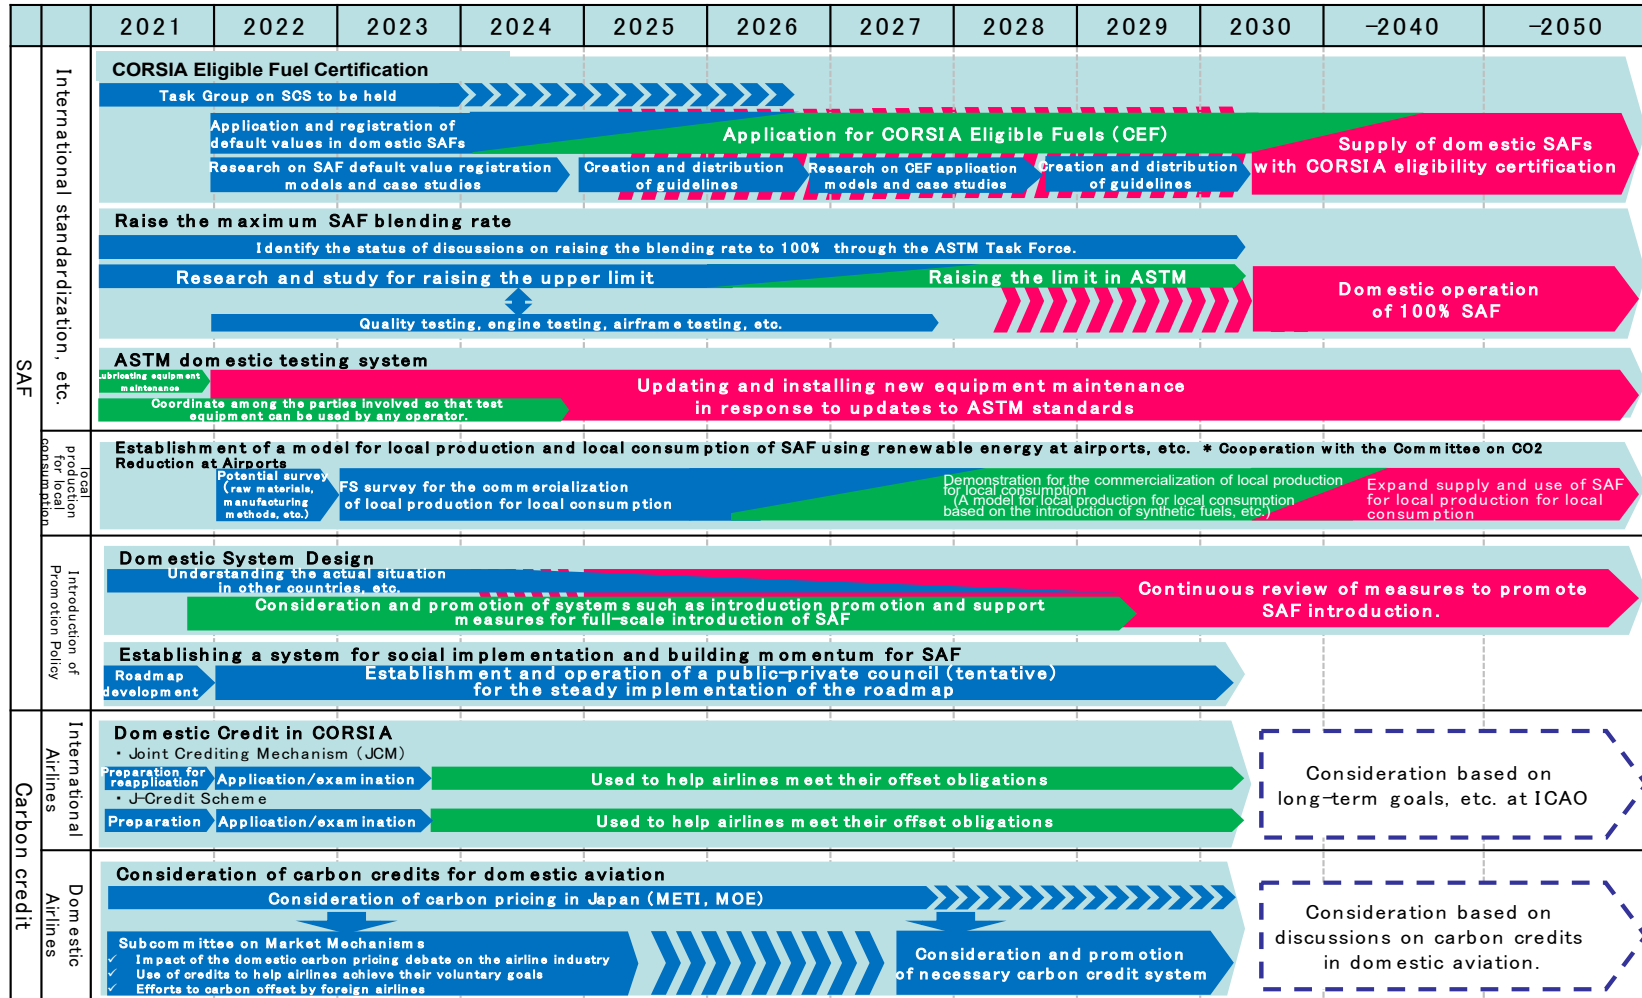 2021 2022 2023 2024 2025 2026 2027 2028 2029 2030 -2040 -2050
SAF
International standardization, etc.
CORSIA Eligible Fuel Certification
Task Group on SCS to be held
Application and registration of
default values in domestic SAFs
Application for CORSIA Eligible Fuels (CEF)
Research on SAF default value registration
models and case studies
Creation and distribution
of guidelines
Research on CEF application
models and case studies
Creation and distribution
of guidelines
Supply of domestic SAFs
with CORSIA eligibility certification
Raise the maximum SAF blending rate
Identify the status of discussions on raising the blending rate to 100% through the ASTM Task Force.
Research and study for raising the upper limit
Raising the limit in ASTM
Quality testing, engine testing, airframe testing, etc.
Domestic operation
of 100% SAF
ASTM domestic testing system
Lubricating equipment
maintenance
Coordinate among the parties involved so that test
equipment can be used by any operator.
Updating and installing new equipment maintenance
in response to updates to ASTM standards
local
production
for local
consumption
Establishment of a model for local production and local consumption of SAF using renewable energy at airports, etc. * Cooperation with the Committee on CO2
Reduction at Airports
Potential survey
(raw materials,
manufacturing
methods, etc.)
FS survey for the commercialization
of local production for local consumption
Demonstration for the commercialization of local production
for local consumption
(A model for local production for local consumption
based on the introduction of synthetic fuels, etc.)
Expand supply and use of SAF
for local production for local
consumption
Introduction of
Promotion Policy
Domestic System Design
Understanding the actual situation
in other countries, etc.
Consideration and promotion of systems such as introduction promotion and support
measures for full-scale introduction of SAF
Continuous review of measures to promote
SAF introduction.
Establishing a system for social implementation and building momentum for SAF
Roadmap
development
Establishment and operation of a public-private council (tentative)
for the steady implementation of the roadmap
Carbon credit
International
Airlines
Domestic Credit in CORSIA
・Joint Crediting Mechanism (JCM)
Preparation for
reapplication
Application/examination
Used to help airlines meet their offset obligations
・J-Credit Scheme
Preparation
Application/examination
Used to help airlines meet their offset obligations
Consideration based on
long-term goals, etc. at ICAO
Domestic
Airlines
Consideration of carbon credits for domestic aviation
Consideration of carbon pricing in Japan (METI, MOE)
Subcommittee on Market Mechanisms
✓ Impact of the domestic carbon pricing debate on the airline industry
✓ Use of credits to help airlines achieve their voluntary goals
✓ Efforts to carbon offset by foreign airlines
Consideration and promotion
of necessary carbon credit system
Consideration based on
discussions on carbon credits
in domestic aviation.